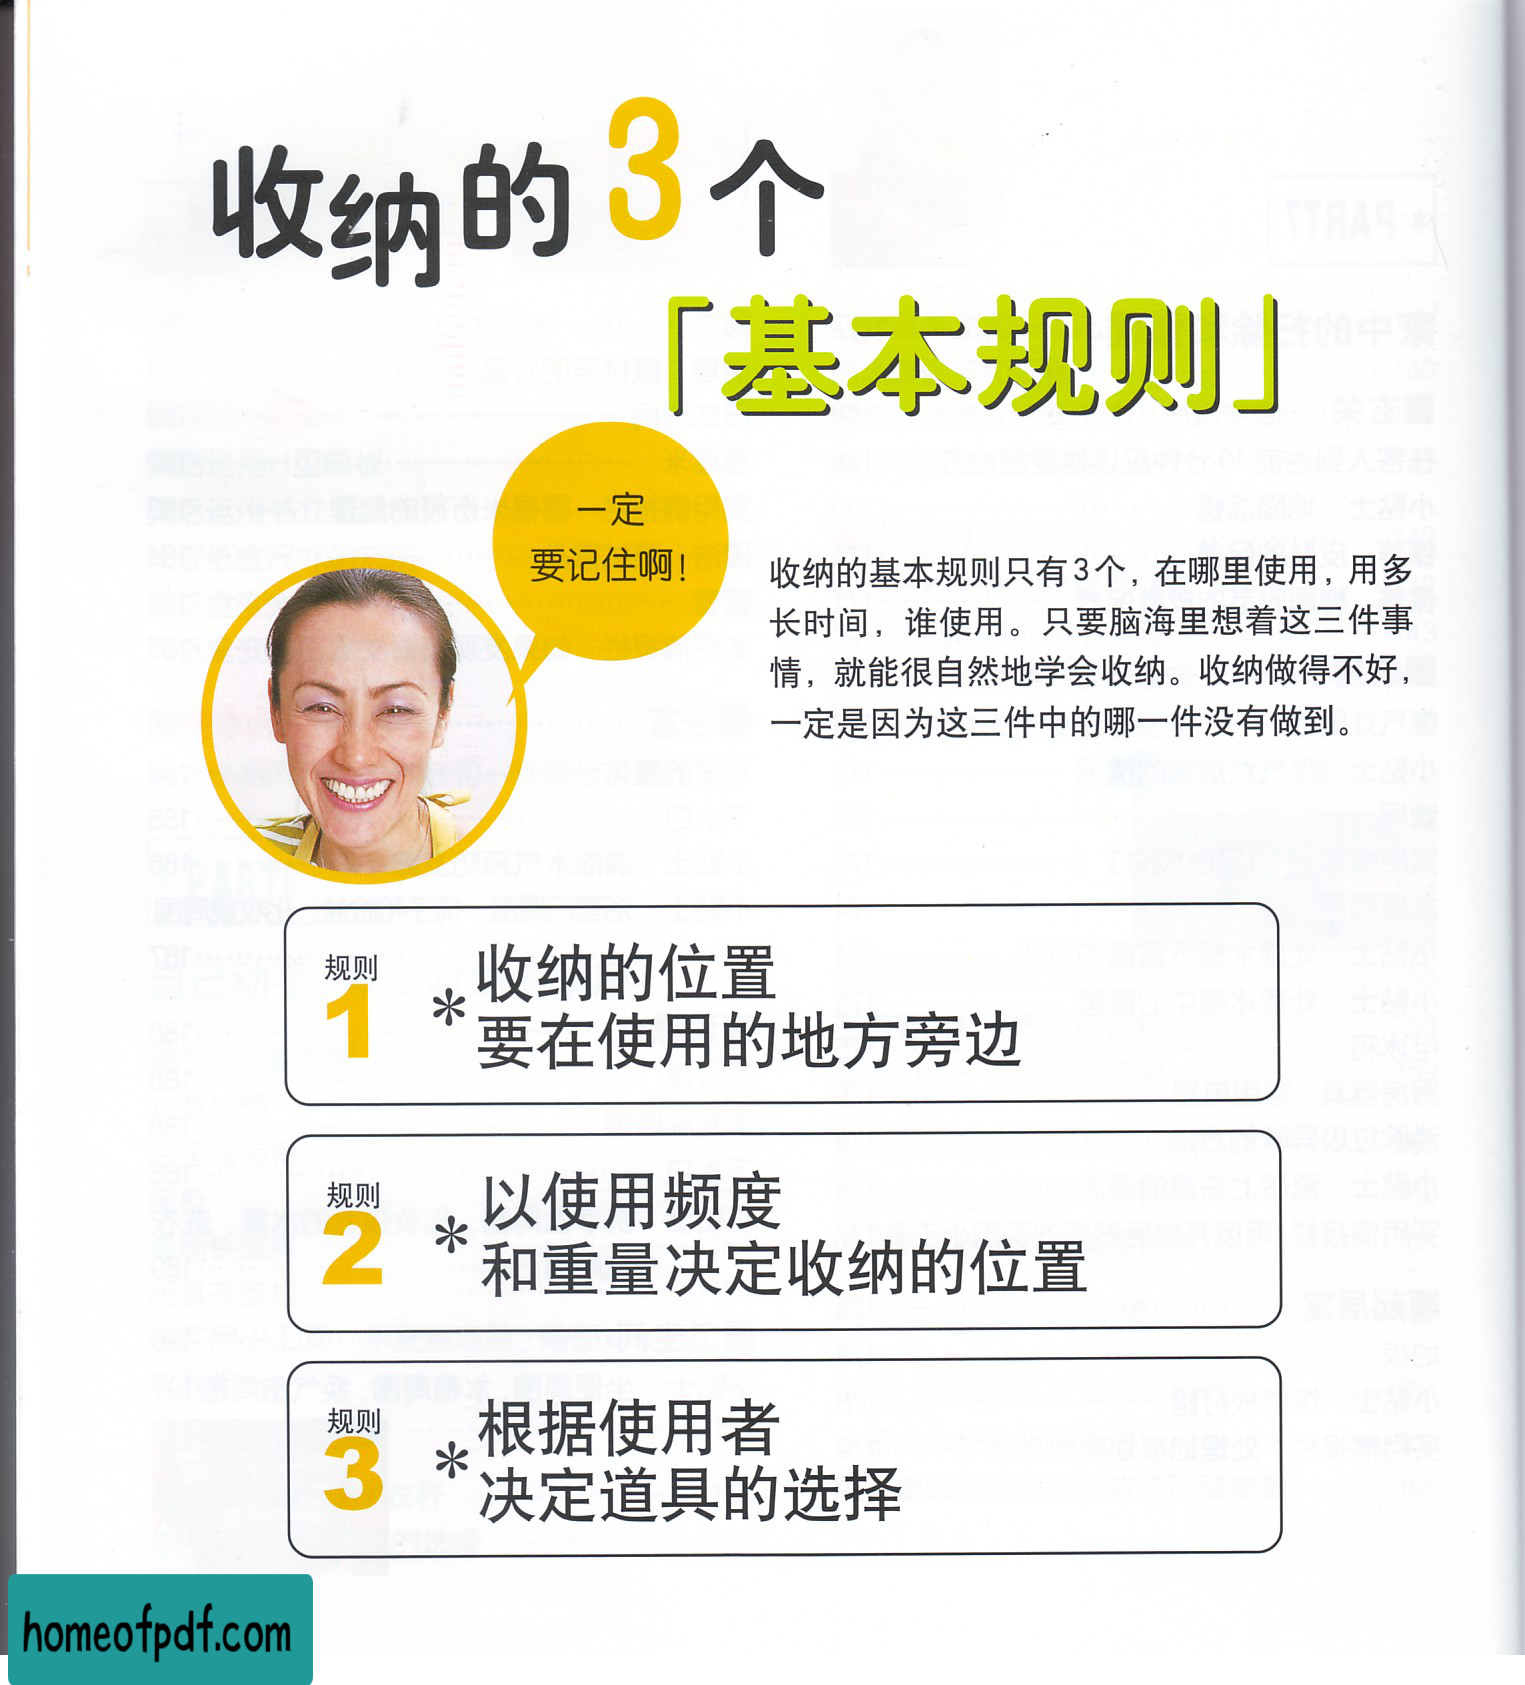 收纳的3个
「基本规则」
一定
要记住啊！
收纳的基本规则只有3个，在哪里使用，用多
长时间，谁使用。只要脑海里想着这三件事
情，就能很自然地学会收纳。收纳做得不好，
一定是因为这三件中的哪一件没有做到。
规则
1
*收纳的位置
要在使用的地方旁边
规则
2
*以使用频度
和重量决定收纳的位置
规则
3
*根据使用者
决定道具的选择
homeofpdf.com